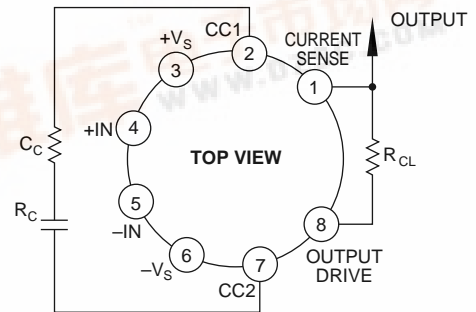 OUTPUT
+VS
CC1
CURRENT
SENSE
2
3
1
4
+IN
TOP VIEW
CC
RCL
RC
5
–IN
8
6
–VS
7
OUTPUT
DRIVE
CC2